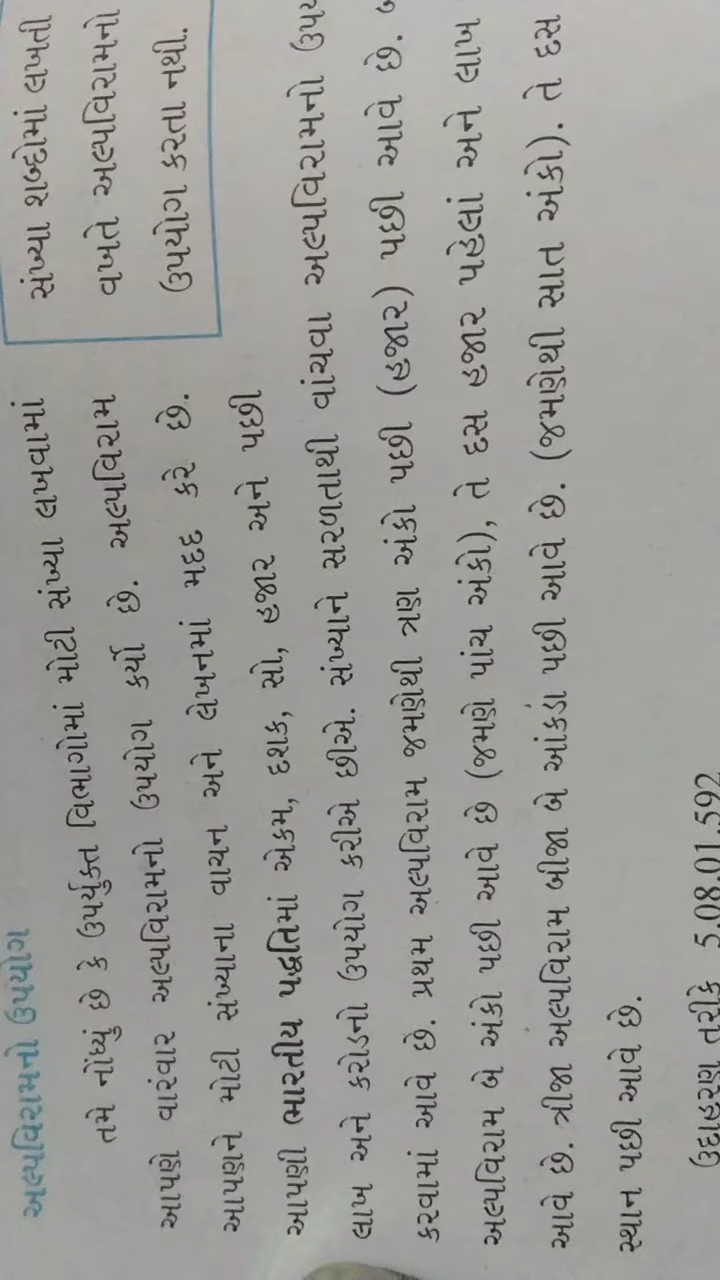 અલ્પવિરામનો ઉપયોગ
તમે નોંધ્યું છે કે ઉપર્યુક્ત વિભાગોમાં મોટી સંખ્યા લખવામાં
આપણે વારંવાર અલ્પવિરામનો ઉપયોગ કર્યો છે. અલ્પવિરામ
આપણને મોટી સંખ્યાના વાચન અને લેખનમાં મદદ કરે છે.
આપણી ભારતીય પદ્ધતિમાં એકમ, દશક, સો, હજાર અને પછી
લાખ અને કરોડનો ઉપયોગ કરીએ છીએ. સંખ્યાને સરળતાથી વાંચવા અલ્પવિરામનો
કરવામાં આવે છે. પ્રથમ અલ્પવિરામ જમણેથી ત્રણ અંકો પછી (હજાર) પછી આવે છે.
અલ્પવિરામ બે અંકો પછી આવે છે (જમણે પાંચ અંકો), તે દસ હજાર પહેલાં અને લાખ
આવે છે. ત્રીજા અલ્પવિરામ બીજા બે આંકડા પછી આવે છે. (જમણેથી સાત અંકો). તે દસ
સ્થાન પછી આવે છે.
ઉદાહરણ તરીકે 5,08,01,592
સંખ્યા શબ્દોમાં લખતી
વખતે અલ્પવિરામનો
ઉપયોગ કરતા નથી.